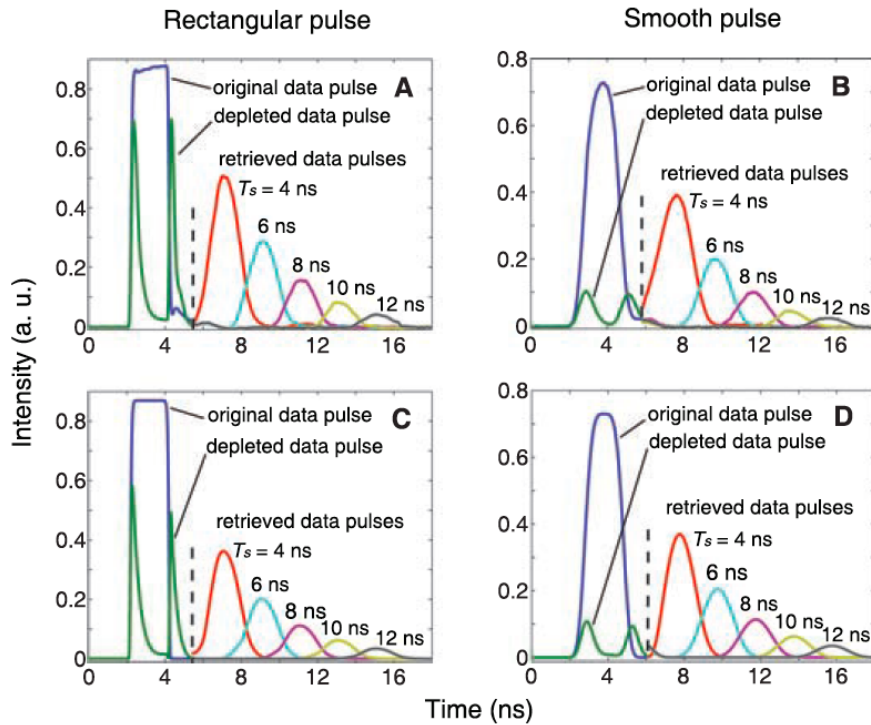 Rectangular pulse
Smooth pulse
A
original data pulse
depleted data pulse
retrieved data pulses
Ts = 4 ns
6 ns
8 ns
10 ns
12 ns
0.8
0.6
0.4
0.2
0
0 4 8 12 16
B
original data pulse
depleted data pulse
retrieved data pulses
Ts = 4 ns
6 ns
8 ns
10 ns
12 ns
0.8
0.6
0.4
0.2
0
0 4 8 12 16
C
original data pulse
depleted data pulse
retrieved data pulses
Ts = 4 ns
6 ns
8 ns
10 ns
12 ns
0.8
0.6
0.4
0.2
0
0 4 8 12 16
D
original data pulse
depleted data pulse
retrieved data pulses
Ts = 4 ns
6 ns
8 ns
10 ns
12 ns
0.8
0.6
0.4
0.2
0
0 4 8 12 16
Intensity (a. u.)
Time (ns)